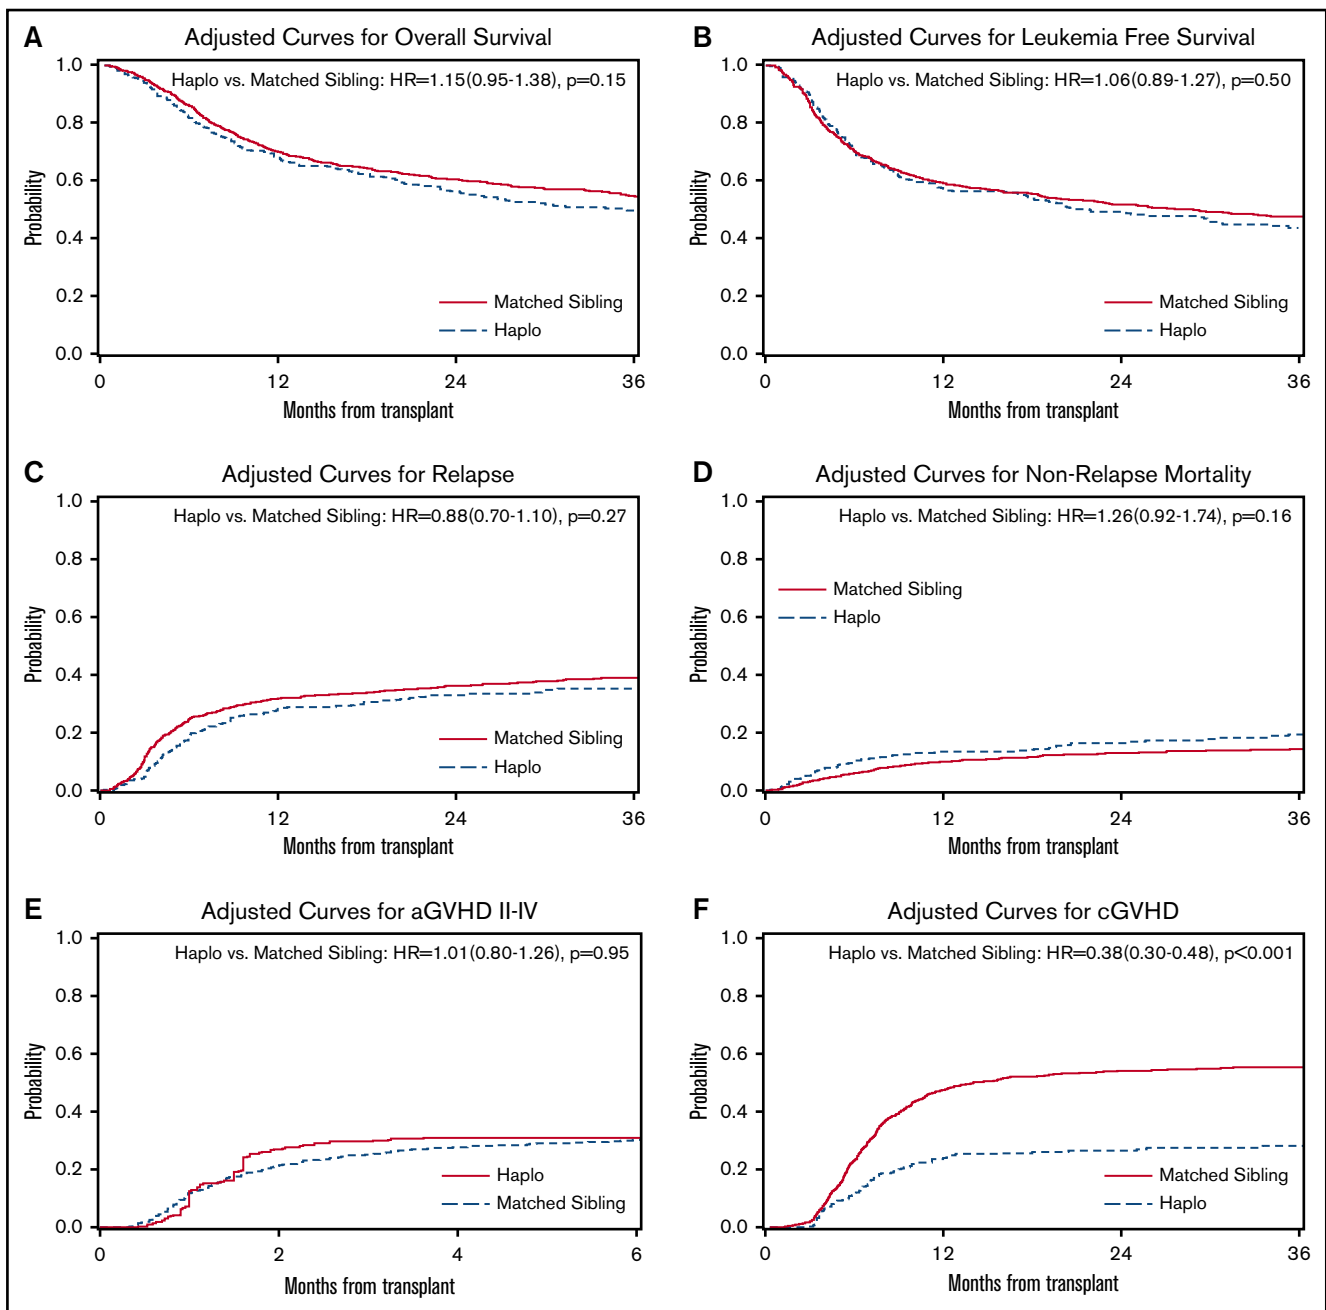 A
Adjusted Curves for Overall Survival
Haplo vs. Matched Sibling: HR=1.15(0.95-1.38), p=0.15
Probability
1.0
0.8
0.6
0.4
0.2
0.0
Matched Sibling
Haplo
0 12 24 36
Months from transplant
B
Adjusted Curves for Leukemia Free Survival
Haplo vs. Matched Sibling: HR=1.06(0.89-1.27), p=0.50
Probability
1.0
0.8
0.6
0.4
0.2
0.0
Matched Sibling
Haplo
0 12 24 36
Months from transplant
C
Adjusted Curves for Relapse
Haplo vs. Matched Sibling: HR=0.88(0.70-1.10), p=0.27
Probability
1.0
0.8
0.6
0.4
0.2
0.0
Matched Sibling
Haplo
0 12 24 36
Months from transplant
D
Adjusted Curves for Non-Relapse Mortality
Haplo vs. Matched Sibling: HR=1.26(0.92-1.74), p=0.16
Probability
1.0
0.8
0.6
0.4
0.2
0.0
Matched Sibling
Haplo
0 12 24 36
Months from transplant
E
Adjusted Curves for aGVHD II-IV
Haplo vs. Matched Sibling: HR=1.01(0.80-1.26), p=0.95
Probability
1.0
0.8
0.6
0.4
0.2
0.0
Haplo
Matched Sibling
0 2 4 6
Months from transplant
F
Adjusted Curves for cGVHD
Haplo vs. Matched Sibling: HR=0.38(0.30-0.48), p<0.001
Probability
1.0
0.8
0.6
0.4
0.2
0.0
Matched Sibling
Haplo
0 12 24 36
Months from transplant